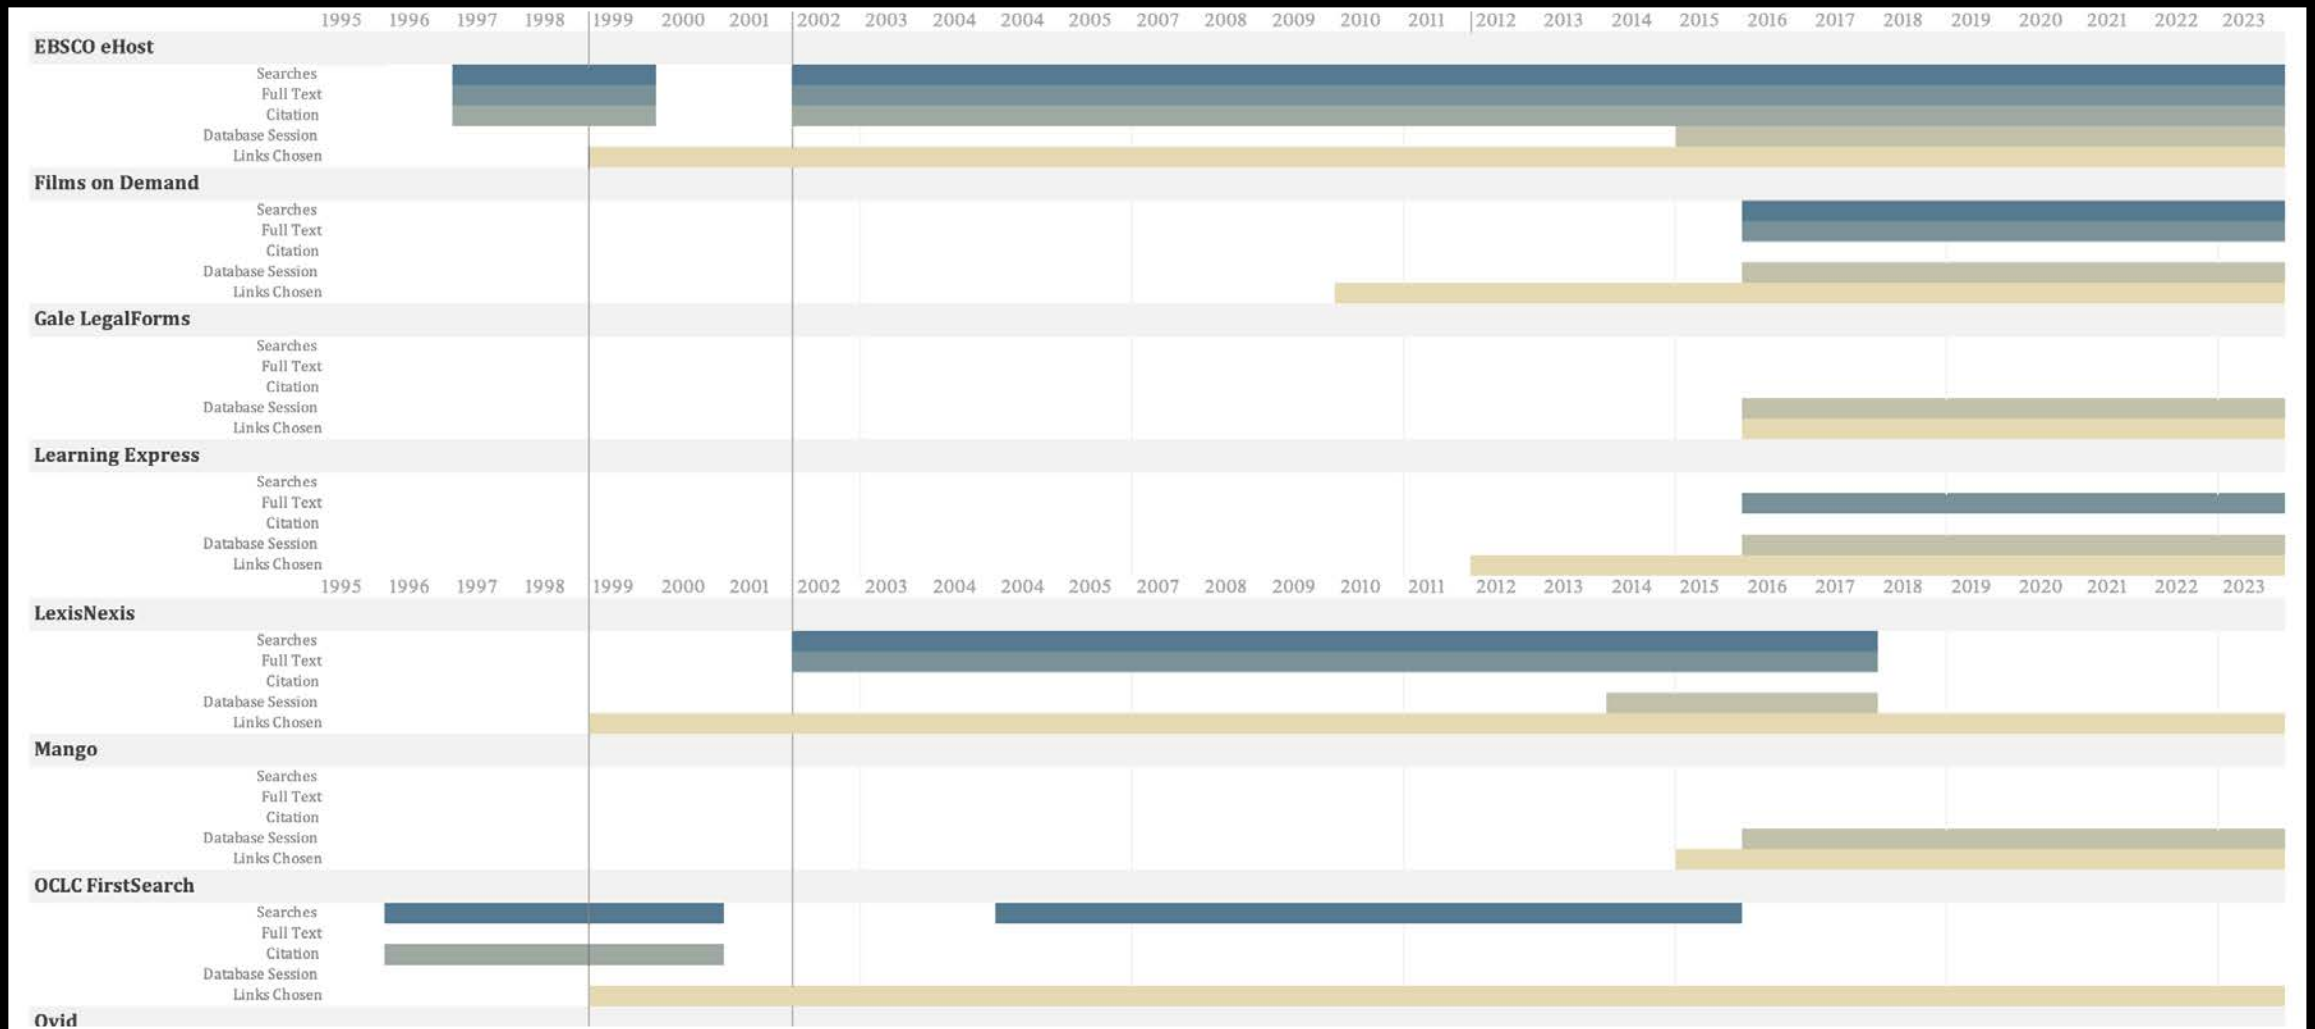 1995 1996 1997 1998 1999 2000 2001 2002 2003 2004 2004 2005 2007 2008 2009 2010 2011 2012 2013 2014 2015 2016 2017 2018 2019 2020 2021 2022 2023
EBSCO eHost
Searches
Full Text
Citation
Database Session
Links Chosen
Films on Demand
Searches
Full Text
Citation
Database Session
Links Chosen
Gale LegalForms
Searches
Full Text
Citation
Database Session
Links Chosen
Learning Express
Searches
Full Text
Citation
Database Session
Links Chosen
1995 1996 1997 1998 1999 2000 2001 2002 2003 2004 2004 2005 2007 2008 2009 2010 2011 2012 2013 2014 2015 2016 2017 2018 2019 2020 2021 2022 2023
LexisNexis
Searches
Full Text
Citation
Database Session
Links Chosen
Mango
Searches
Full Text
Citation
Database Session
Links Chosen
OCLC FirstSearch
Searches
Full Text
Citation
Database Session
Links Chosen
Ovid